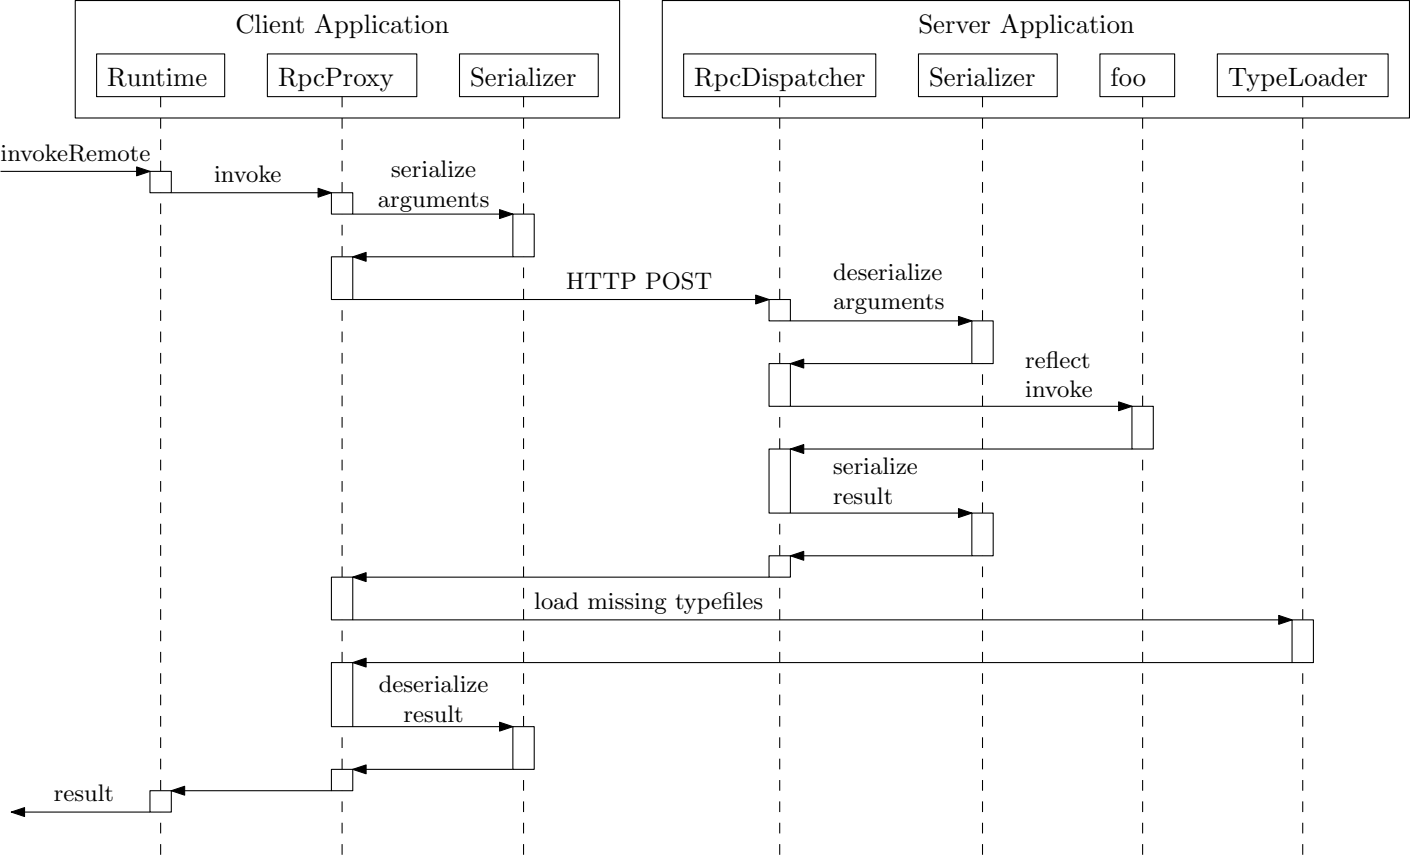 Client Application
Server Application
Runtime
RpcProxy
Serializer
RpcDispatcher
Serializer
foo
TypeLoader
invokeRemote
invoke
serialize
arguments
HTTP POST
deserialize
arguments
reflect
invoke
serialize
result
load missing typefiles
deserialize
result
result